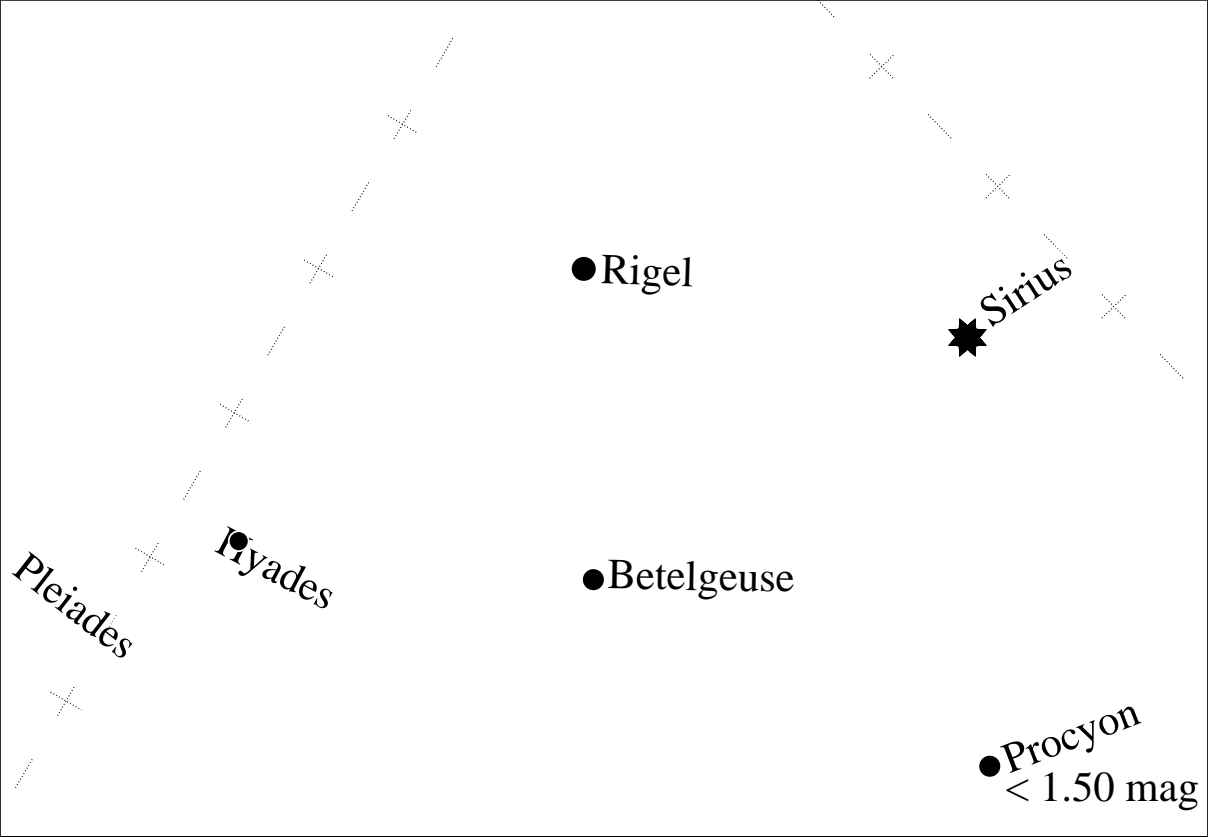 Rigel
Sirius
Hyades
Pleiades
Betelgeuse
Procyon
< 1.50 mag